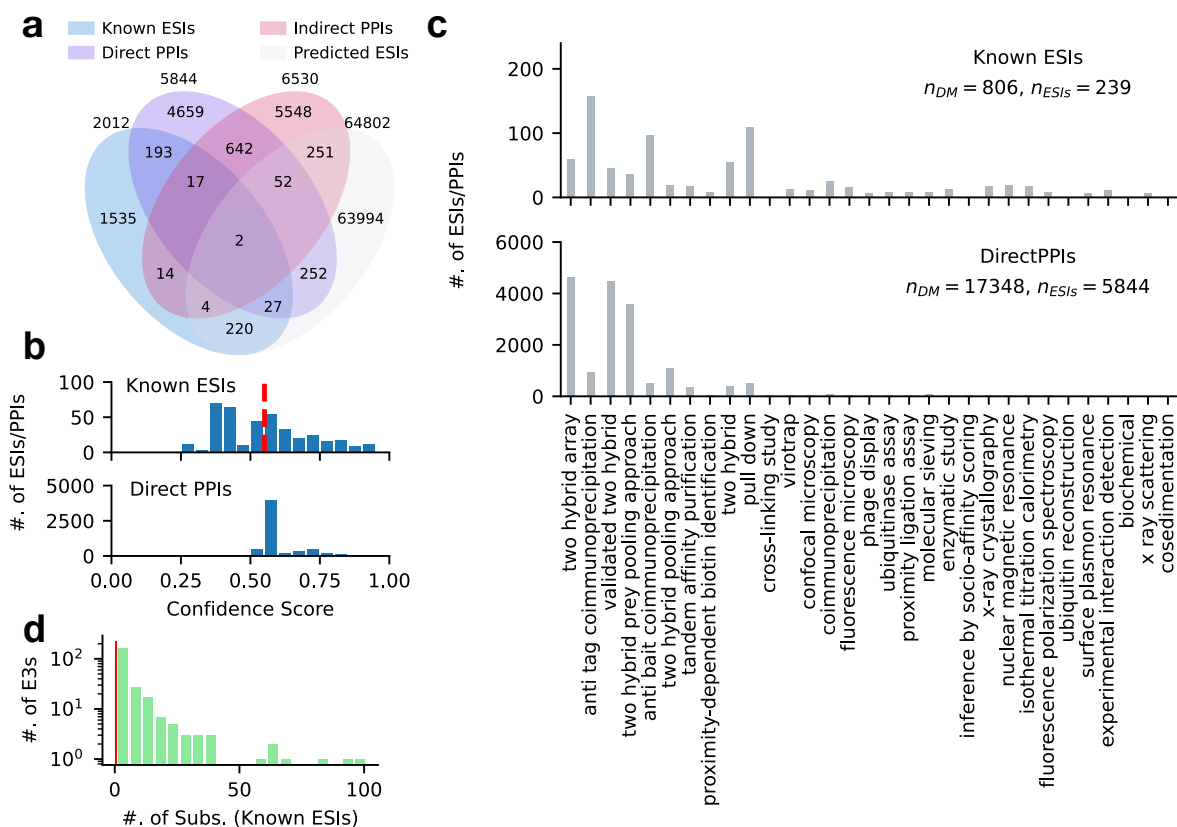 a
Known ESIs
Indirect PPIs
Direct PPIs
Predicted ESIs
5844
6530
2012
4659
5548
64802
193
642
251
17
52
1535
63994
2
14
252
4
27
220
b
100
50
0
Known ESIs
#. of ESIs/PPIs
5000
2500
0
Direct PPIs
0.00
0.25
0.50
0.75
1.00
Confidence Score
c
200
100
0
Known ESIs
n_DM = 806, n_ESIs = 239
#. of ESIs/PPIs
6000
4000
2000
0
DirectPPIs
n_DM = 17348, n_ESIs = 5844
two hybrid array
anti tag coimmunoprecipitation
validated two hybrid
two hybrid prey pooling approach
anti bait coimmunoprecipitation
two hybrid pooling approach
tandem affinity purification
proximity-dependent biotin identification
two hybrid
pull down
cross-linking study
virotrap
confocal microscopy
coimmunoprecipitation
fluorescence microscopy
phage display
ubiquitinase assay
proximity ligation assay
molecular sieving
enzymatic study
inference by socio-affinity scoring
x-ray crystallography
nuclear magnetic resonance
isothermal titration calorimetry
fluorescence polarization spectroscopy
ubiquitin reconstruction
surface plasmon resonance
experimental interaction detection
biochemical
x ray scattering
cosedimentation
d
10²
10¹
10⁰
#. of E3s
0
50
100
#. of Subs. (Known ESIs)